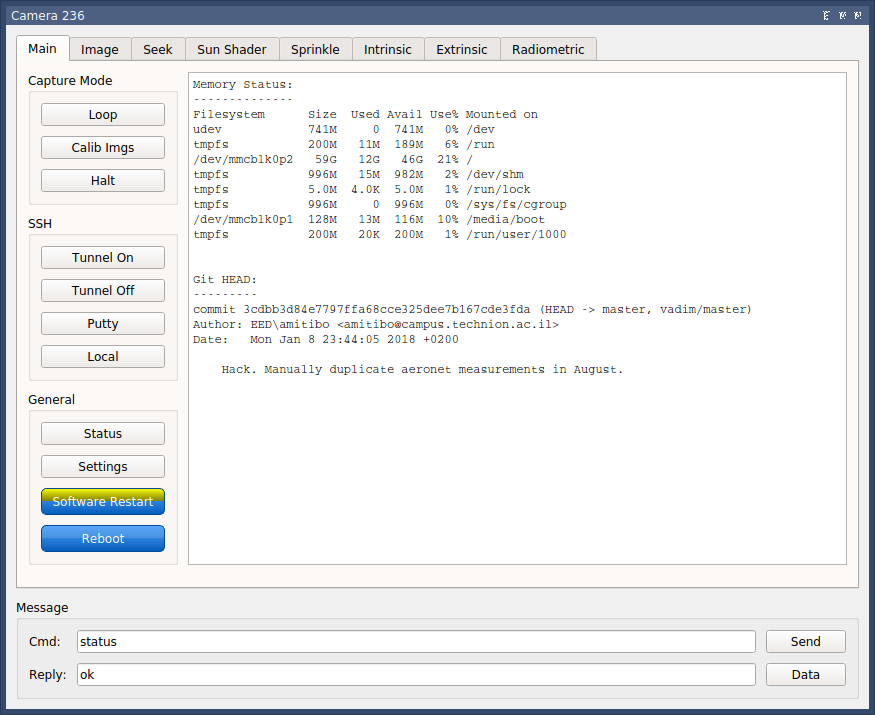 Camera 236
Main Image Seek Sun Shader Sprinkle Intrinsic Extrinsic Radiometric
Capture Mode
Loop
Calib Imgs
Halt
SSH
Tunnel On
Tunnel Off
Putty
Local
General
Status
Settings
Software Restart
Reboot
Memory Status:
--------------
Filesystem      Size  Used Avail Use% Mounted on
udev            741M     0  741M   0% /dev
tmpfs           200M   11M  189M   6% /run
/dev/mmcblk0p2   59G   12G   46G  21% /
tmpfs           996M   15M  982M   2% /dev/shm
tmpfs           5.0M  4.0K  5.0M   1% /run/lock
tmpfs           996M     0  996M   0% /sys/fs/cgroup
/dev/mmcblk0p1  128M   13M  116M  10% /media/boot
tmpfs           200M   20K  200M   1% /run/user/1000
Git HEAD:
---------
commit 3cdbb3d84e7797ffa68cce325dee7b167cde3fda (HEAD -> master, vadim/master)
Author: EED\amitibo <amitibo@campus.technion.ac.il>
Date:   Mon Jan 8 23:44:05 2018 +0200
    Hack. Manually duplicate aeronet measurements in August.
Message
Cmd: status Send
Reply: ok Data